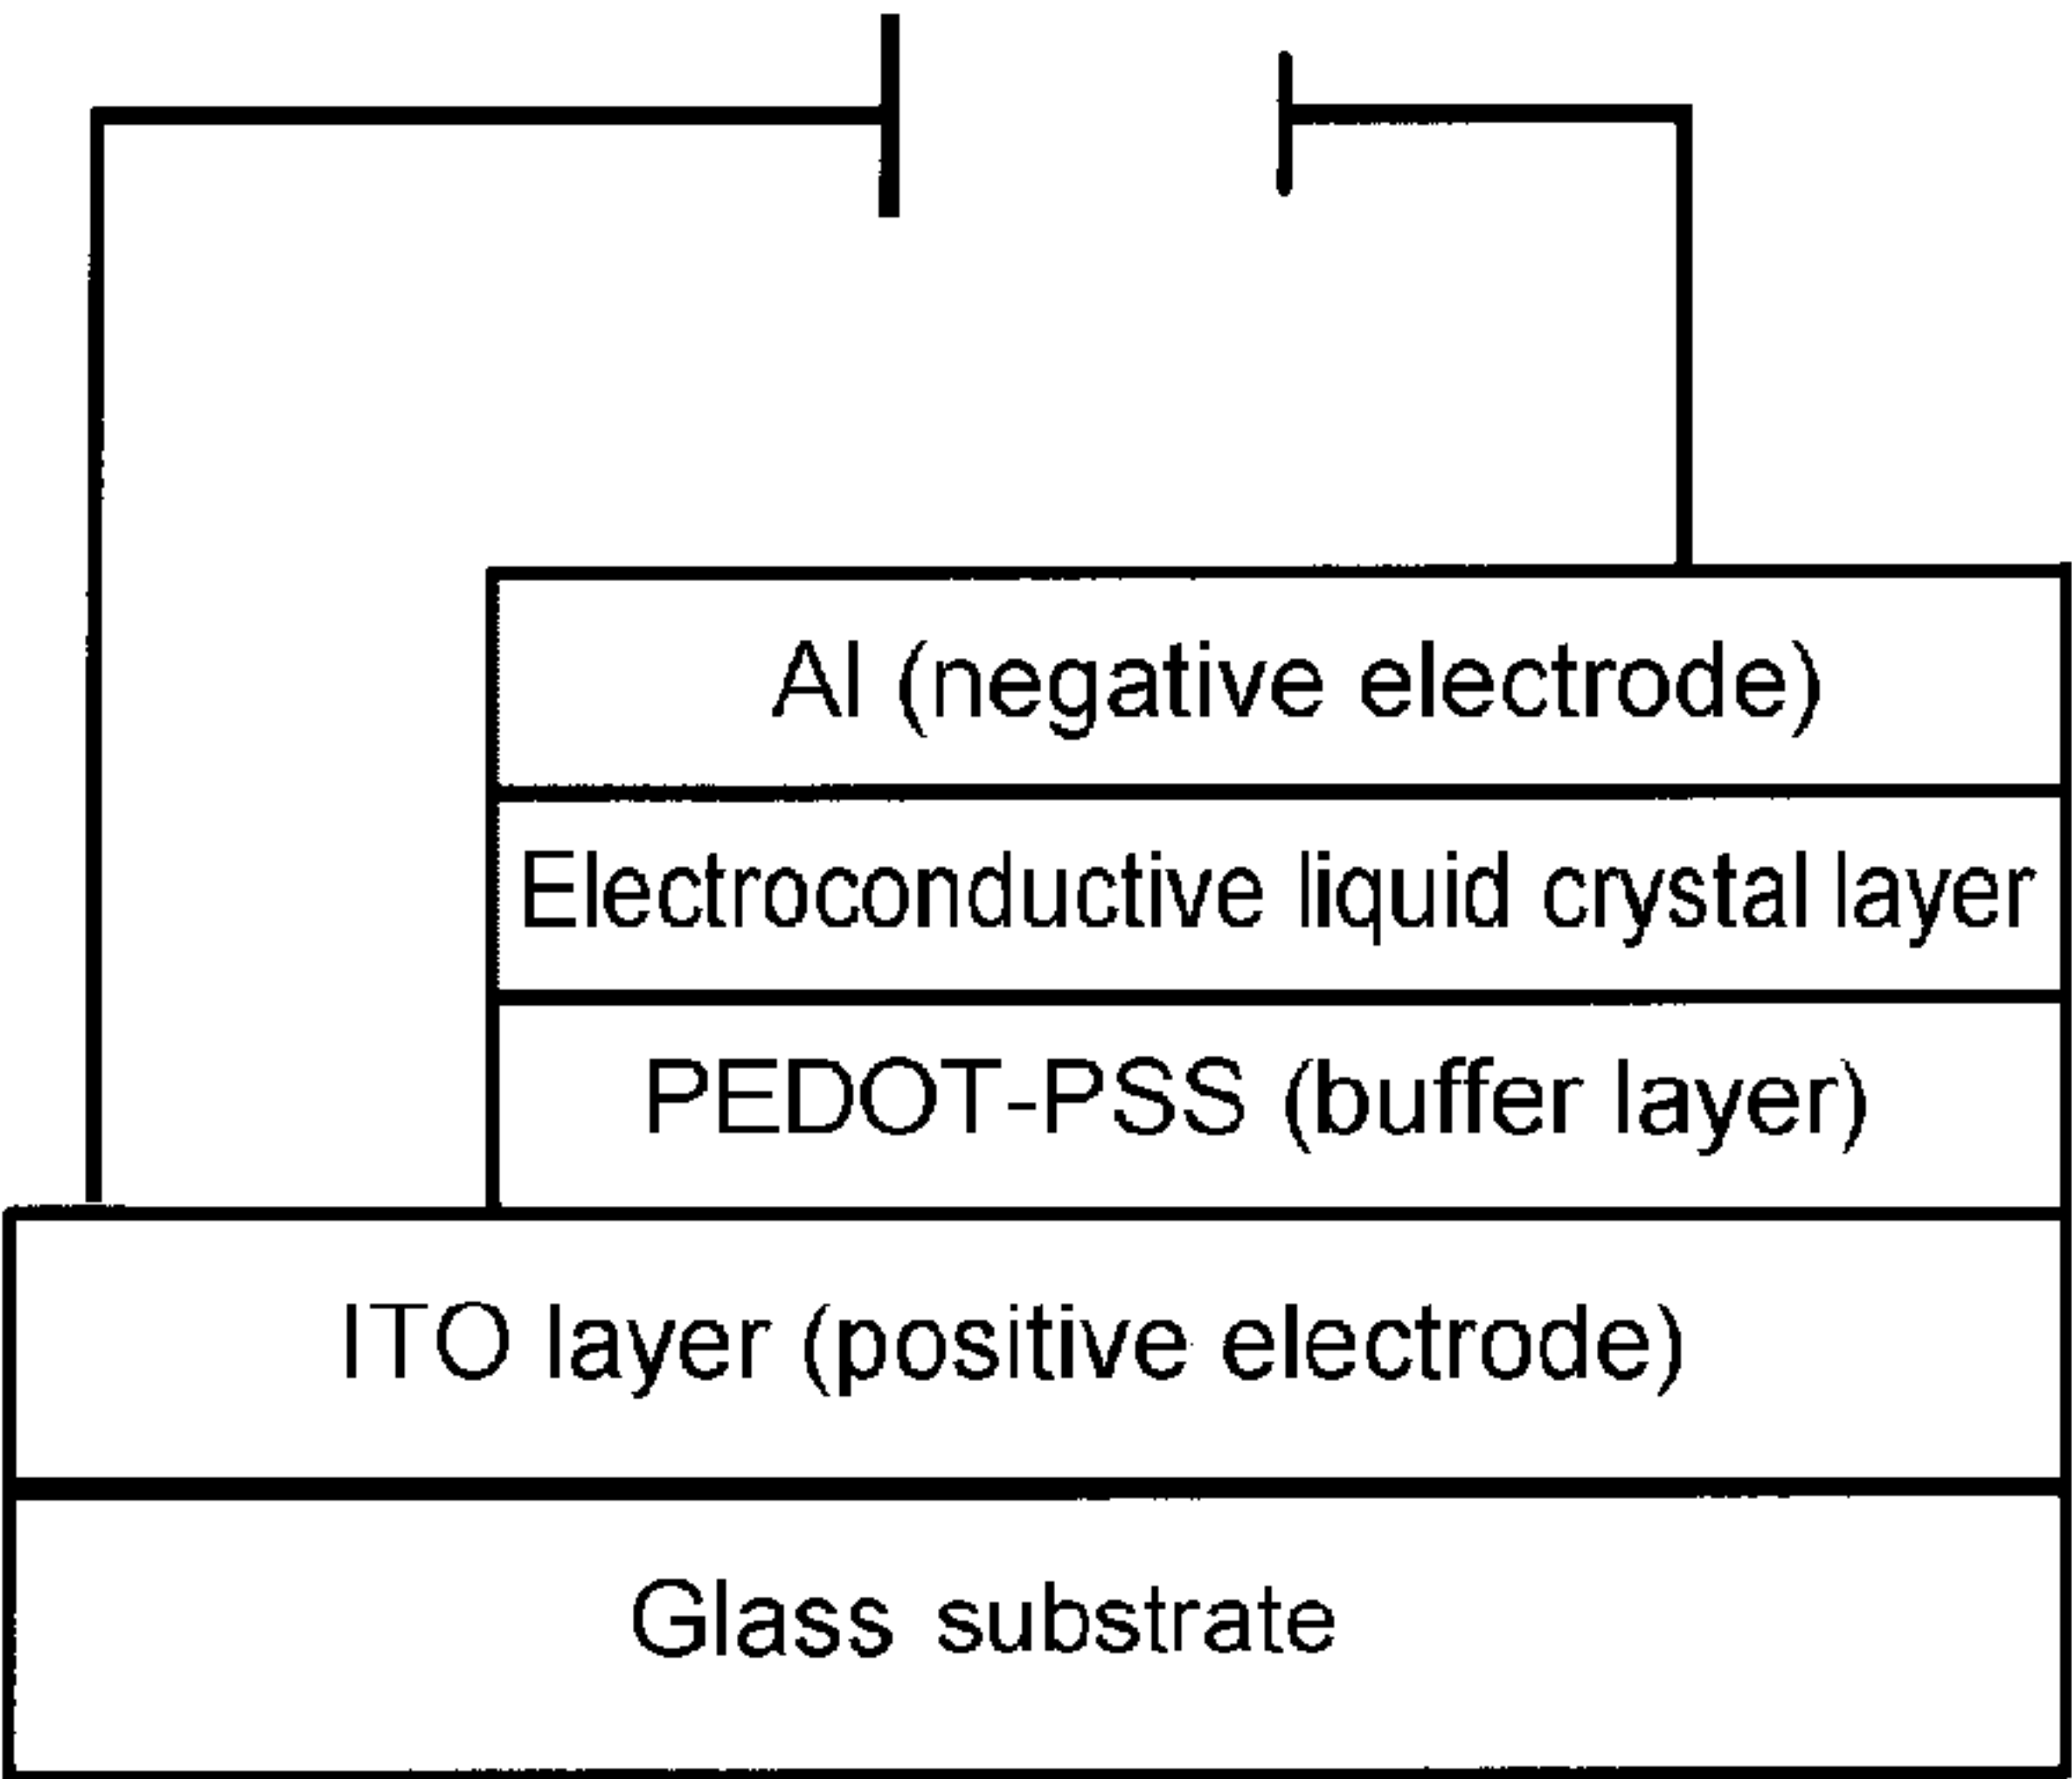 Al (negative electrode)
Electroconductive liquid crystal layer
PEDOT-PSS (buffer layer)
ITO layer (positive electrode)
Glass substrate